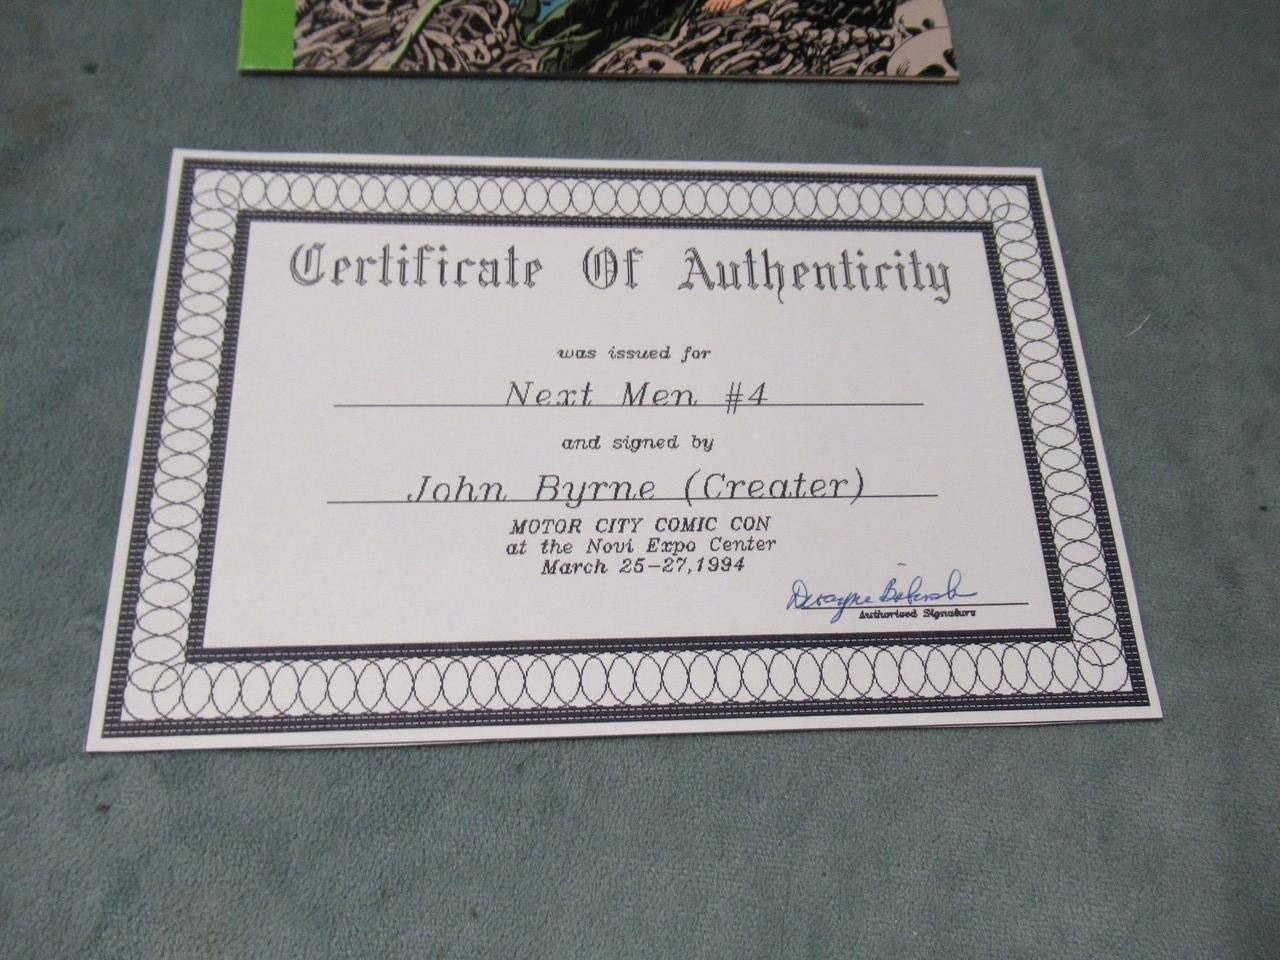 Certificate Of Authenticity
was issued for
Next Men #4
and signed by
John Byrne (Creater)
MOTOR CITY COMIC CON
at the Novi Expo Center
March 25-27,1994
Dwayne
Authorized Signature